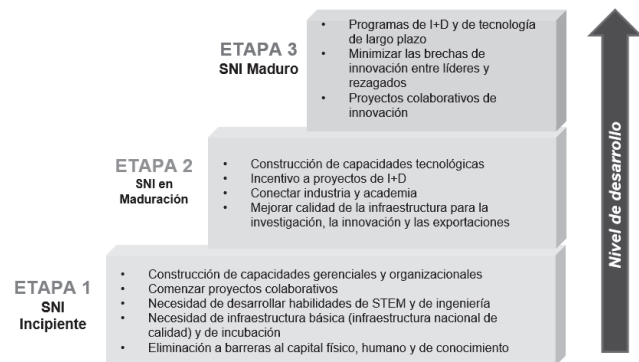 ETAPA 3
SNI Maduro
• Programas de I+D y de tecnología
de largo plazo
• Minimizar las brechas de
innovación entre líderes y
rezagados
• Proyectos colaborativos de
innovación
ETAPA 2
SNI en
Maduración
• Construcción de capacidades tecnológicas
• Incentivo a proyectos de I+D
• Conectar industria y academia
• Mejorar calidad de la infraestructura para la
investigación, la innovación y las exportaciones
ETAPA 1
SNI
Incipiente
• Construcción de capacidades gerenciales y organizacionales
• Comenzar proyectos colaborativos
• Necesidad de desarrollar habilidades de STEM y de ingeniería
• Necesidad de infraestructura básica (infraestructura nacional de
calidad) y de incubación
• Eliminación a barreras al capital físico, humano y de conocimiento
Nivel de desarrollo